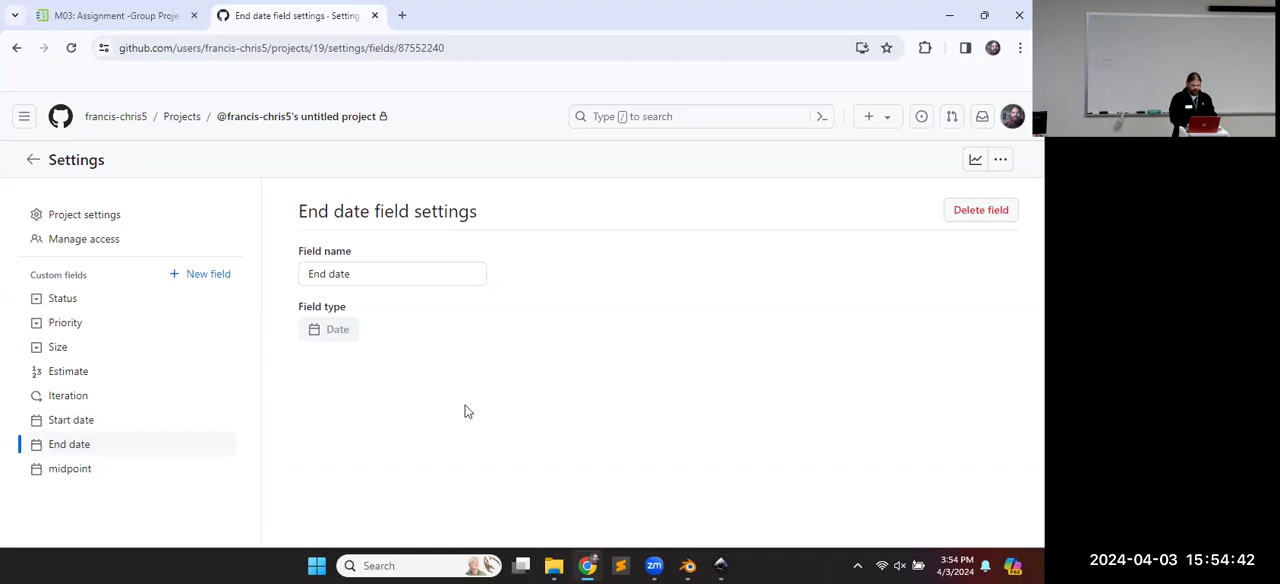 M03: Assignment -Group Proje
End date field settings · Setting
github.com/users/francis-chris5/projects/19/settings/fields/87552240
francis-chris5 / Projects / @francis-chris5's untitled project
Type / to search
Settings
Project settings
Manage access
Custom fields
New field
Status
Priority
Size
Estimate
Iteration
Start date
End date
midpoint
End date field settings
Delete field
Field name
End date
Field type
Date
Search
3:54 PM
4/3/2024
2024-04-03 15:54:42